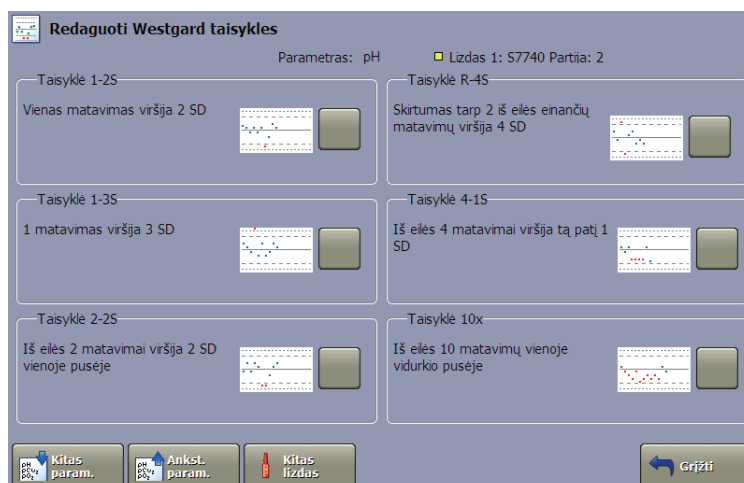 Redaguoti Westgard taisykles
Parametras: pH Lizdas 1: S7740 Partija: 2
Taisyklė 1-2S
Vienas matavimas viršija 2 SD
Taisyklė R-4S
Skirtumas tarp 2 iš eilės einančių
matavimų viršija 4 SD
Taisyklė 1-3S
1 matavimas viršija 3 SD
Taisyklė 4-1S
Iš eilės 4 matavimai viršija tą patį 1
SD
Taisyklė 2-2S
Iš eilės 2 matavimai viršija 2 SD
vienoje pusėje
Taisyklė 10x
Iš eilės 10 matavimų vienoje
vidurkio pusėje
Kitas
param.
Ankst.
param.
Kitas
lizdas
Grįžti